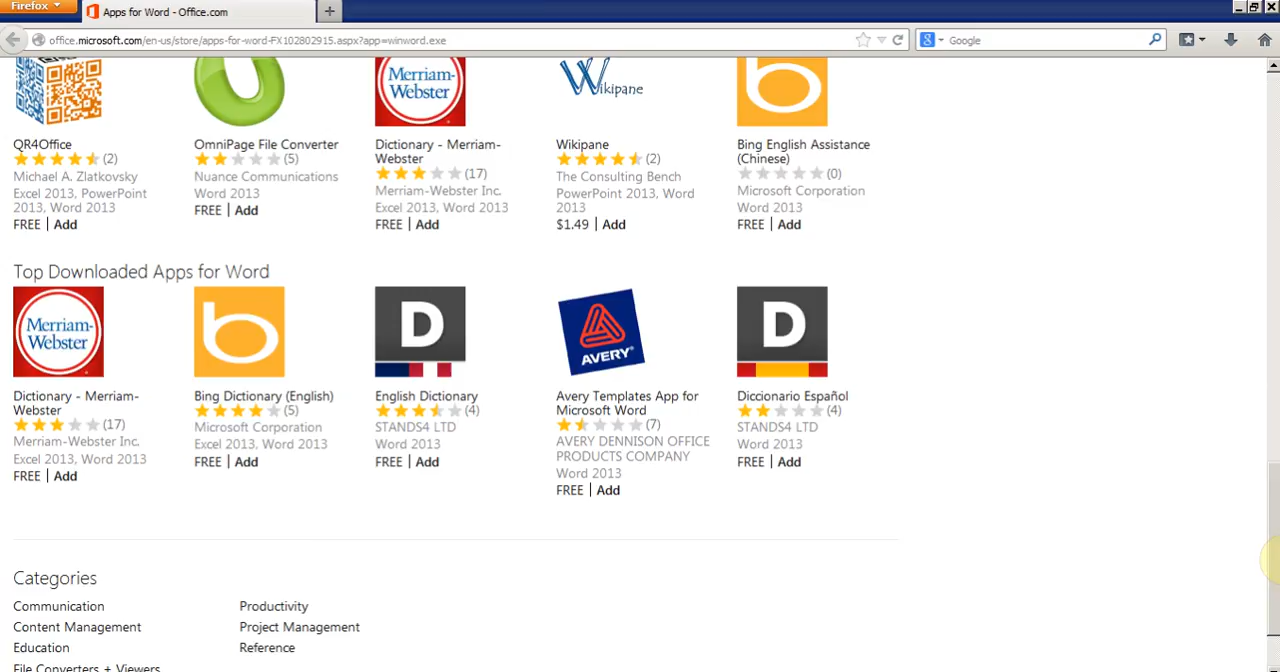 Firefox
Apps for Word - Office.com
office.microsoft.com/en-us/store/apps-for-word-FX102802915.aspx?app=winword.exe
Google
Merriam-
Webster
Wikipane
QR4Office
(2)
Michael A. Zlatkovsky
Excel 2013, PowerPoint
2013, Word 2013
FREE | Add
OmniPage File Converter
(5)
Nuance Communications
Word 2013
FREE | Add
Dictionary - Merriam-
Webster
(17)
Merriam-Webster Inc.
Excel 2013, Word 2013
FREE | Add
Wikipane
(2)
The Consulting Bench
PowerPoint 2013, Word
2013
$1.49 | Add
Bing English Assistance
(Chinese)
(0)
Microsoft Corporation
Word 2013
FREE | Add
Top Downloaded Apps for Word
Merriam-
Webster
b
D
AVERY
D
Dictionary - Merriam-
Webster
(17)
Merriam-Webster Inc.
Excel 2013, Word 2013
FREE | Add
Bing Dictionary (English)
(5)
Microsoft Corporation
Excel 2013, Word 2013
FREE | Add
English Dictionary
(4)
STANDS4 LTD
Word 2013
FREE | Add
Avery Templates App for
Microsoft Word
(7)
AVERY DENNISON OFFICE
PRODUCTS COMPANY
Word 2013
FREE | Add
Diccionario Español
(4)
STANDS4 LTD
Word 2013
FREE | Add
Categories
Communication
Content Management
Education
File Converters + Viewers
Productivity
Project Management
Reference